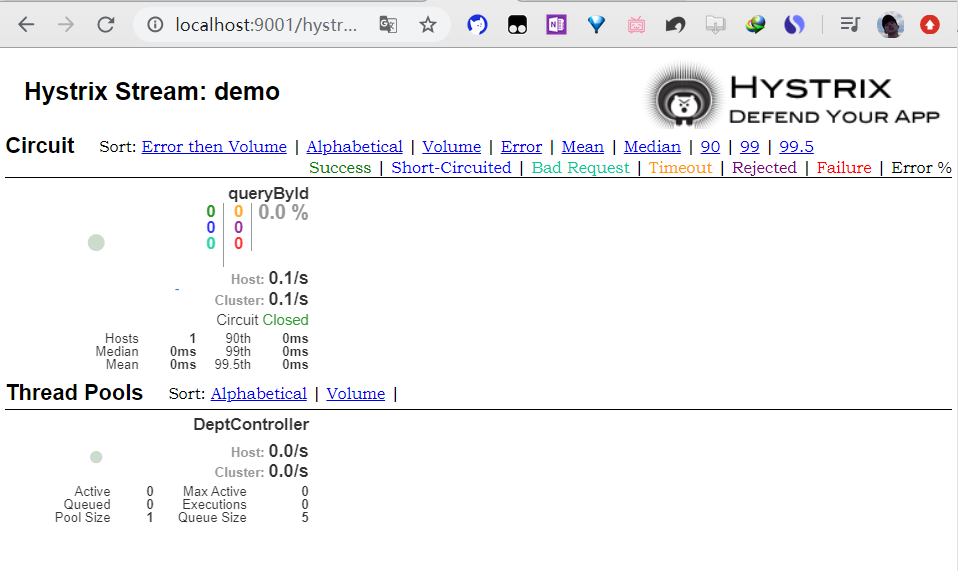 localhost:9001/hystr...
Hystrix Stream: demo
HYSTRIX
DEFEND YOUR APP
Circuit Sort: Error then Volume | Alphabetical | Volume | Error | Mean | Median | 90 | 99 | 99.5
Success | Short-Circuited | Bad Request | Timeout | Rejected | Failure | Error %
queryById
0 0 0.0 %
0 0
0 0
Host: 0.1/s
- Cluster: 0.1/s
Circuit Closed
Hosts 1 90th 0ms
Median 0ms 99th 0ms
Mean 0ms 99.5th 0ms
Thread Pools Sort: Alphabetical | Volume |
DeptController
Host: 0.0/s
Cluster: 0.0/s
Active 0 Max Active 0
Queued 0 Executions 0
Pool Size 1 Queue Size 5